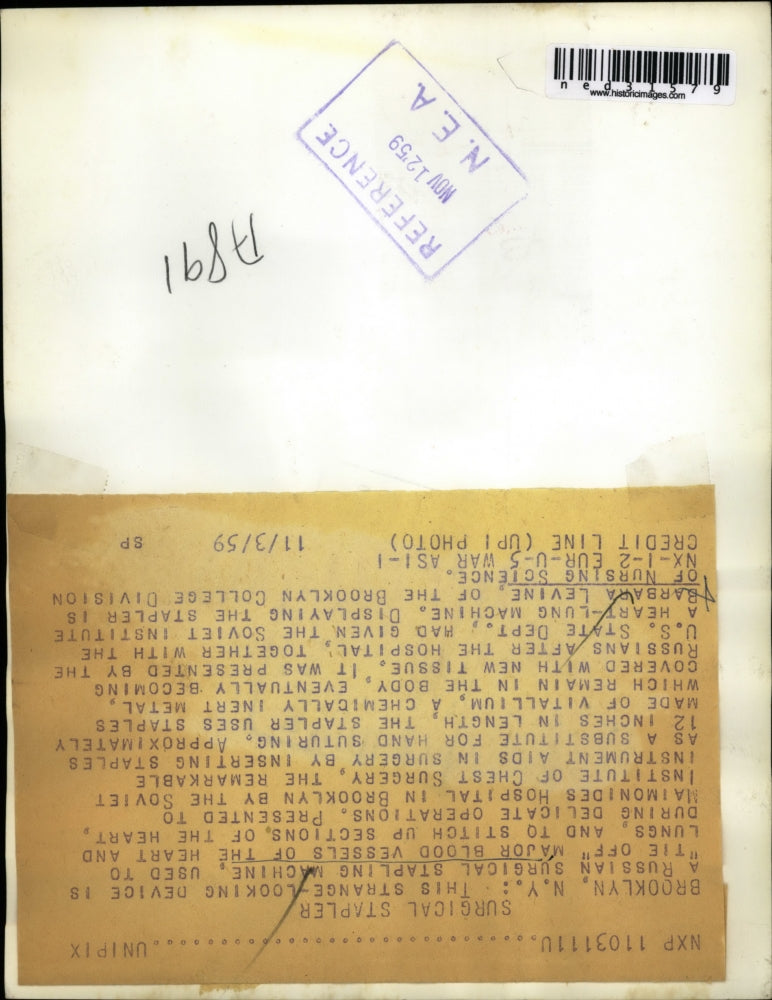 ned31579
www.historicimages.com
REFERENCE
NOV 12 59
N.E.A.
A891
NXP 1103111U........................UNIPIX
SURGICAL STAPLER
BROOKLYN, N.Y.: THIS STRANGE-LOOKING DEVICE IS
A RUSSIAN SURGICAL STAPLING MACHINE, USED TO
"TIE OFF" MAJOR BLOOD VESSELS OF THE HEART AND
LUNGS, AND TO STITCH UP SECTIONS OF THE HEART,
DURING DELICATE OPERATIONS. PRESENTED TO
MAIMONIDES HOSPITAL IN BROOKLYN BY THE SOVIET
INSTITUTE OF CHEST SURGERY, THE REMARKABLE
INSTRUMENT AIDS IN SURGERY BY INSERTING STAPLES
AS A SUBSTITUTE FOR HAND SUTURING. APPROXIMATELY
12 INCHES IN LENGTH, THE STAPLER USES STAPLES
MADE OF VITALLIUM, A CHEMICALLY INERT METAL,
WHICH REMAIN IN THE BODY, EVENTUALLY BECOMING
COVERED WITH NEW TISSUE. IT WAS PRESENTED BY THE
RUSSIANS AFTER THE HOSPITAL, TOGETHER WITH THE
U.S. STATE DEPT., HAD GIVEN THE SOVIET INSTITUTE
A HEART-LUNG MACHINE. DISPLAYING THE STAPLER IS
BARBARA LEVINE, OF THE BROOKLYN COLLEGE DIVISION
OF NURSING SCIENCE.
NX-1-2 EUR-U-5 WAR ASI-1
CREDIT LINE (UPI PHOTO) 11/3/59 SP